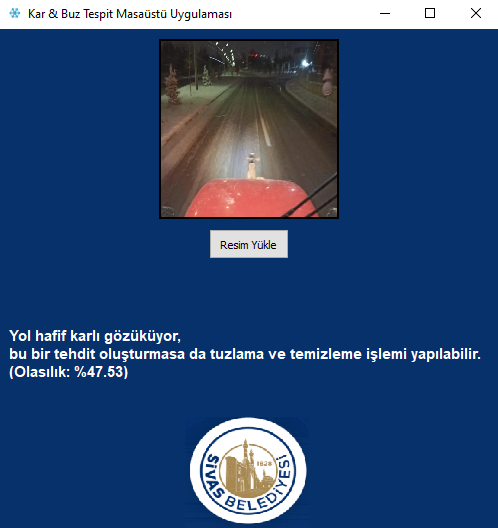 Kar & Buz Tespit Masaüstü Uygulaması
Resim Yükle
Yol hafif karlı gözüküyor,
bu bir tehdit oluşturmasa da tuzlama ve temizleme işlemi yapılabilir.
(Olasılık: %47.53)
1828
SİVAS BELEDİYESİ